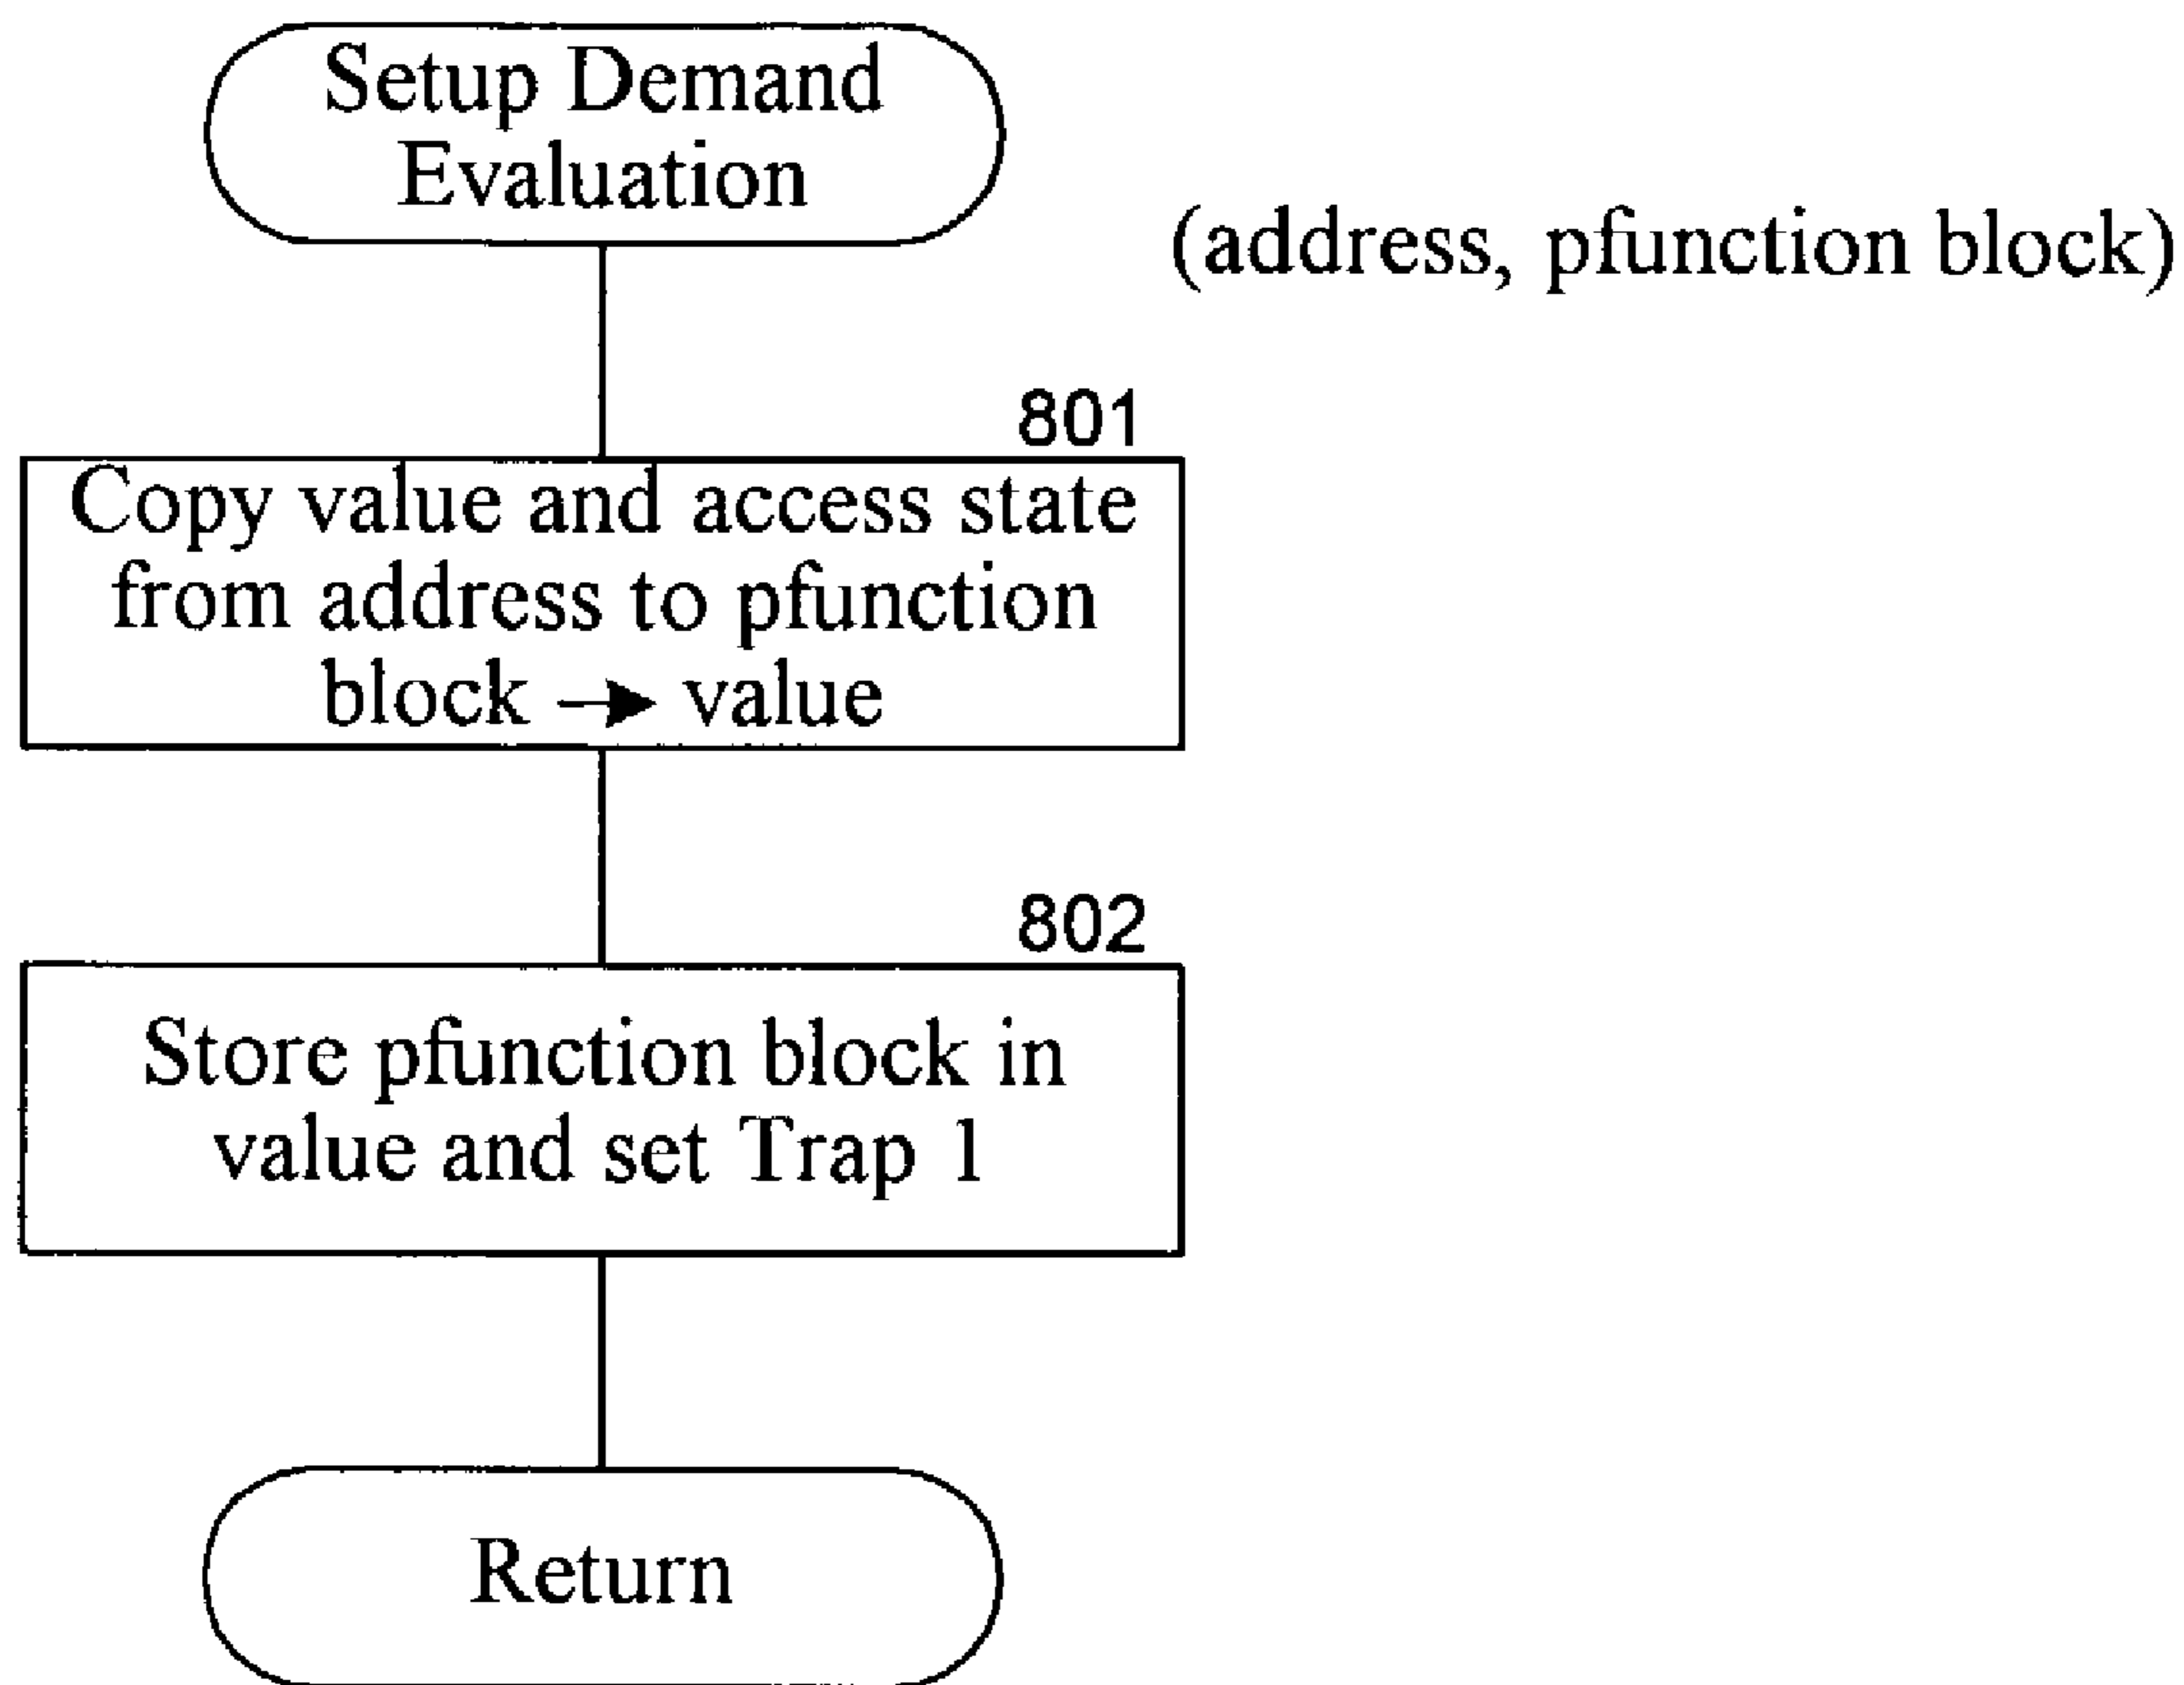 Setup Demand
Evaluation
(address, pfunction block)
801
Copy value and access state
from address to pfunction
block → value
802
Store pfunction block in
value and set Trap 1
Return